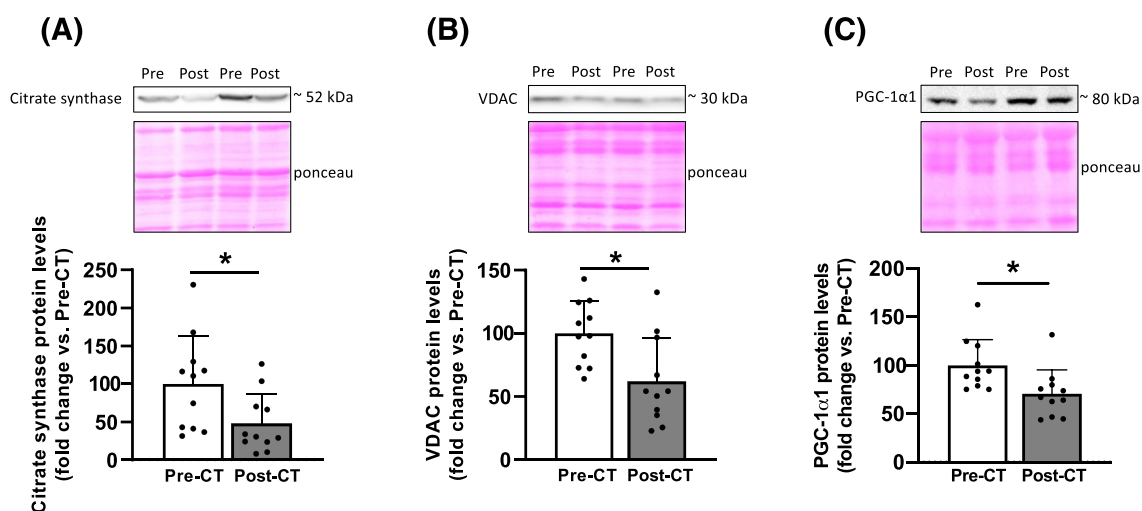 (A)
Pre Post Pre Post
Citrate synthase ~ 52 kDa
ponceau
Citrate synthase protein levels
(fold change vs. Pre-CT)
250
200
150
100
50
0
*
Pre-CT Post-CT
(B)
Pre Post Pre Post
VDAC ~ 30 kDa
ponceau
VDAC protein levels
(fold change vs. Pre-CT)
150
100
50
0
*
Pre-CT Post-CT
(C)
Pre Post Pre Post
PGC-1α1 ~ 80 kDa
ponceau
PGC-1α1 protein levels
(fold change vs. Pre-CT)
200
150
100
50
0
*
Pre-CT Post-CT